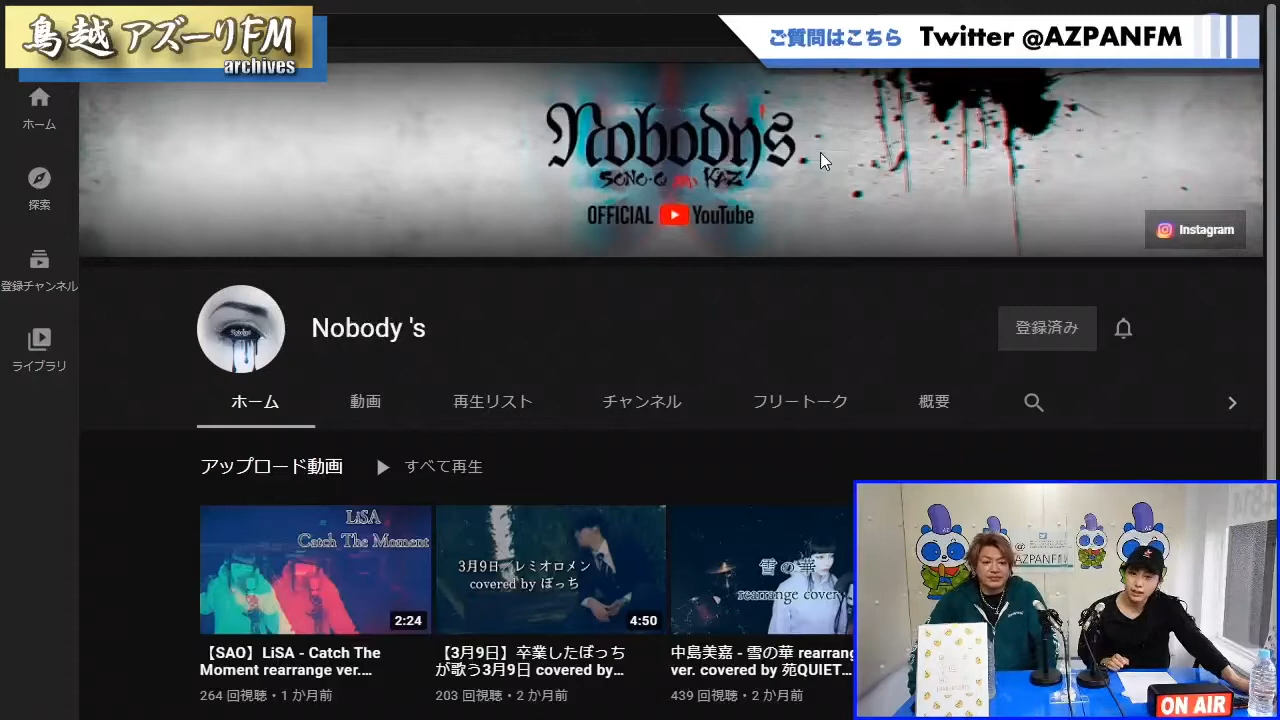 鳥越アズーリFM
archives
ご質問はこちら Twitter @AZPANFM
ホーム
探索
登録チャンネル
ライブラリ
Nobody's
SONO-Q
KAZ
OFFICIAL YouTube
Instagram
Nobody 's
登録済み
ホーム 動画 再生リスト チャンネル フリートーク 概要
アップロード動画 すべて再生
LiSA
Catch The Moment
2:24
【SAO】LiSA - Catch The
Moment rearrange ver....
264 回視聴・1 か月前
3月9日／レミオロメン
covered by ぼっち
4:50
【3月9日】卒業したぼっち
が歌う3月9日 covered by...
203 回視聴・2 か月前
雪の華
rearrange cover
中島美嘉 - 雪の華 rearrang
ver. covered by 苑QUIET...
439 回視聴・2 か月前
AZPANFM
ON AIR